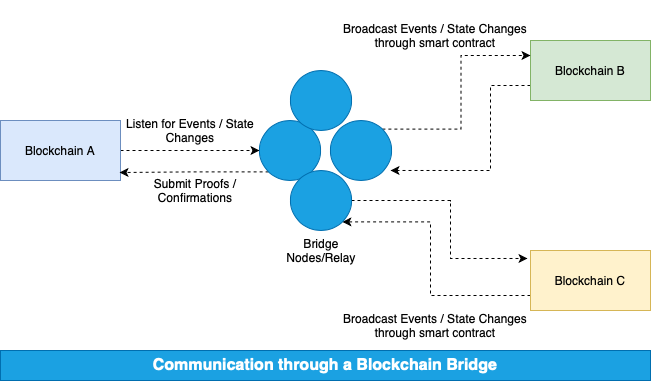 Broadcast Events / State Changes
through smart contract
Blockchain B
Listen for Events / State
Changes
Blockchain A
Submit Proofs /
Confirmations
Bridge
Nodes/Relay
Blockchain C
Broadcast Events / State Changes
through smart contract
Communication through a Blockchain Bridge